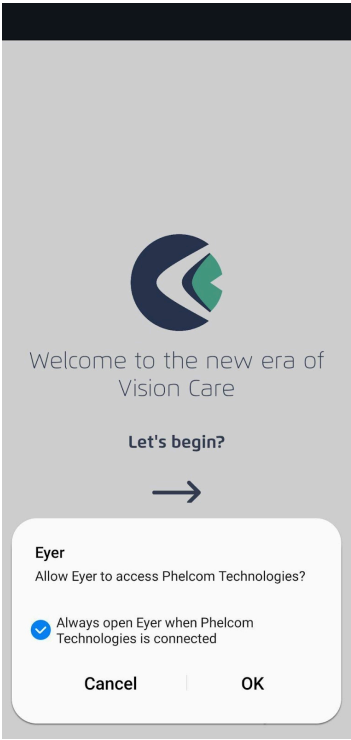 Welcome to the new era of
Vision Care
Let's begin?
Eyer
Allow Eyer to access Phelcom Technologies?
Always open Eyer when Phelcom
Technologies is connected
Cancel
OK